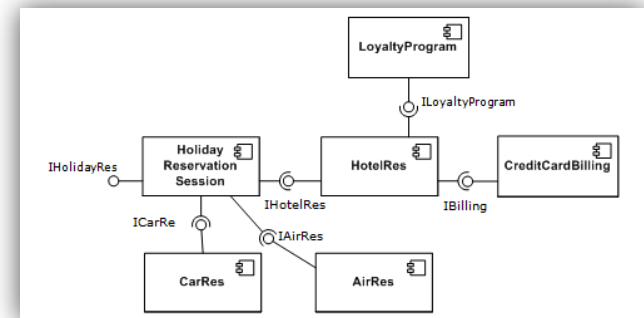 LoyaltyProgram
ILoyaltyProgram
Holiday
Reservation
Session
HotelRes
CreditCardBilling
IHolidayRes
IHotelRes
IBilling
ICarRe
IAirRes
CarRes
AirRes